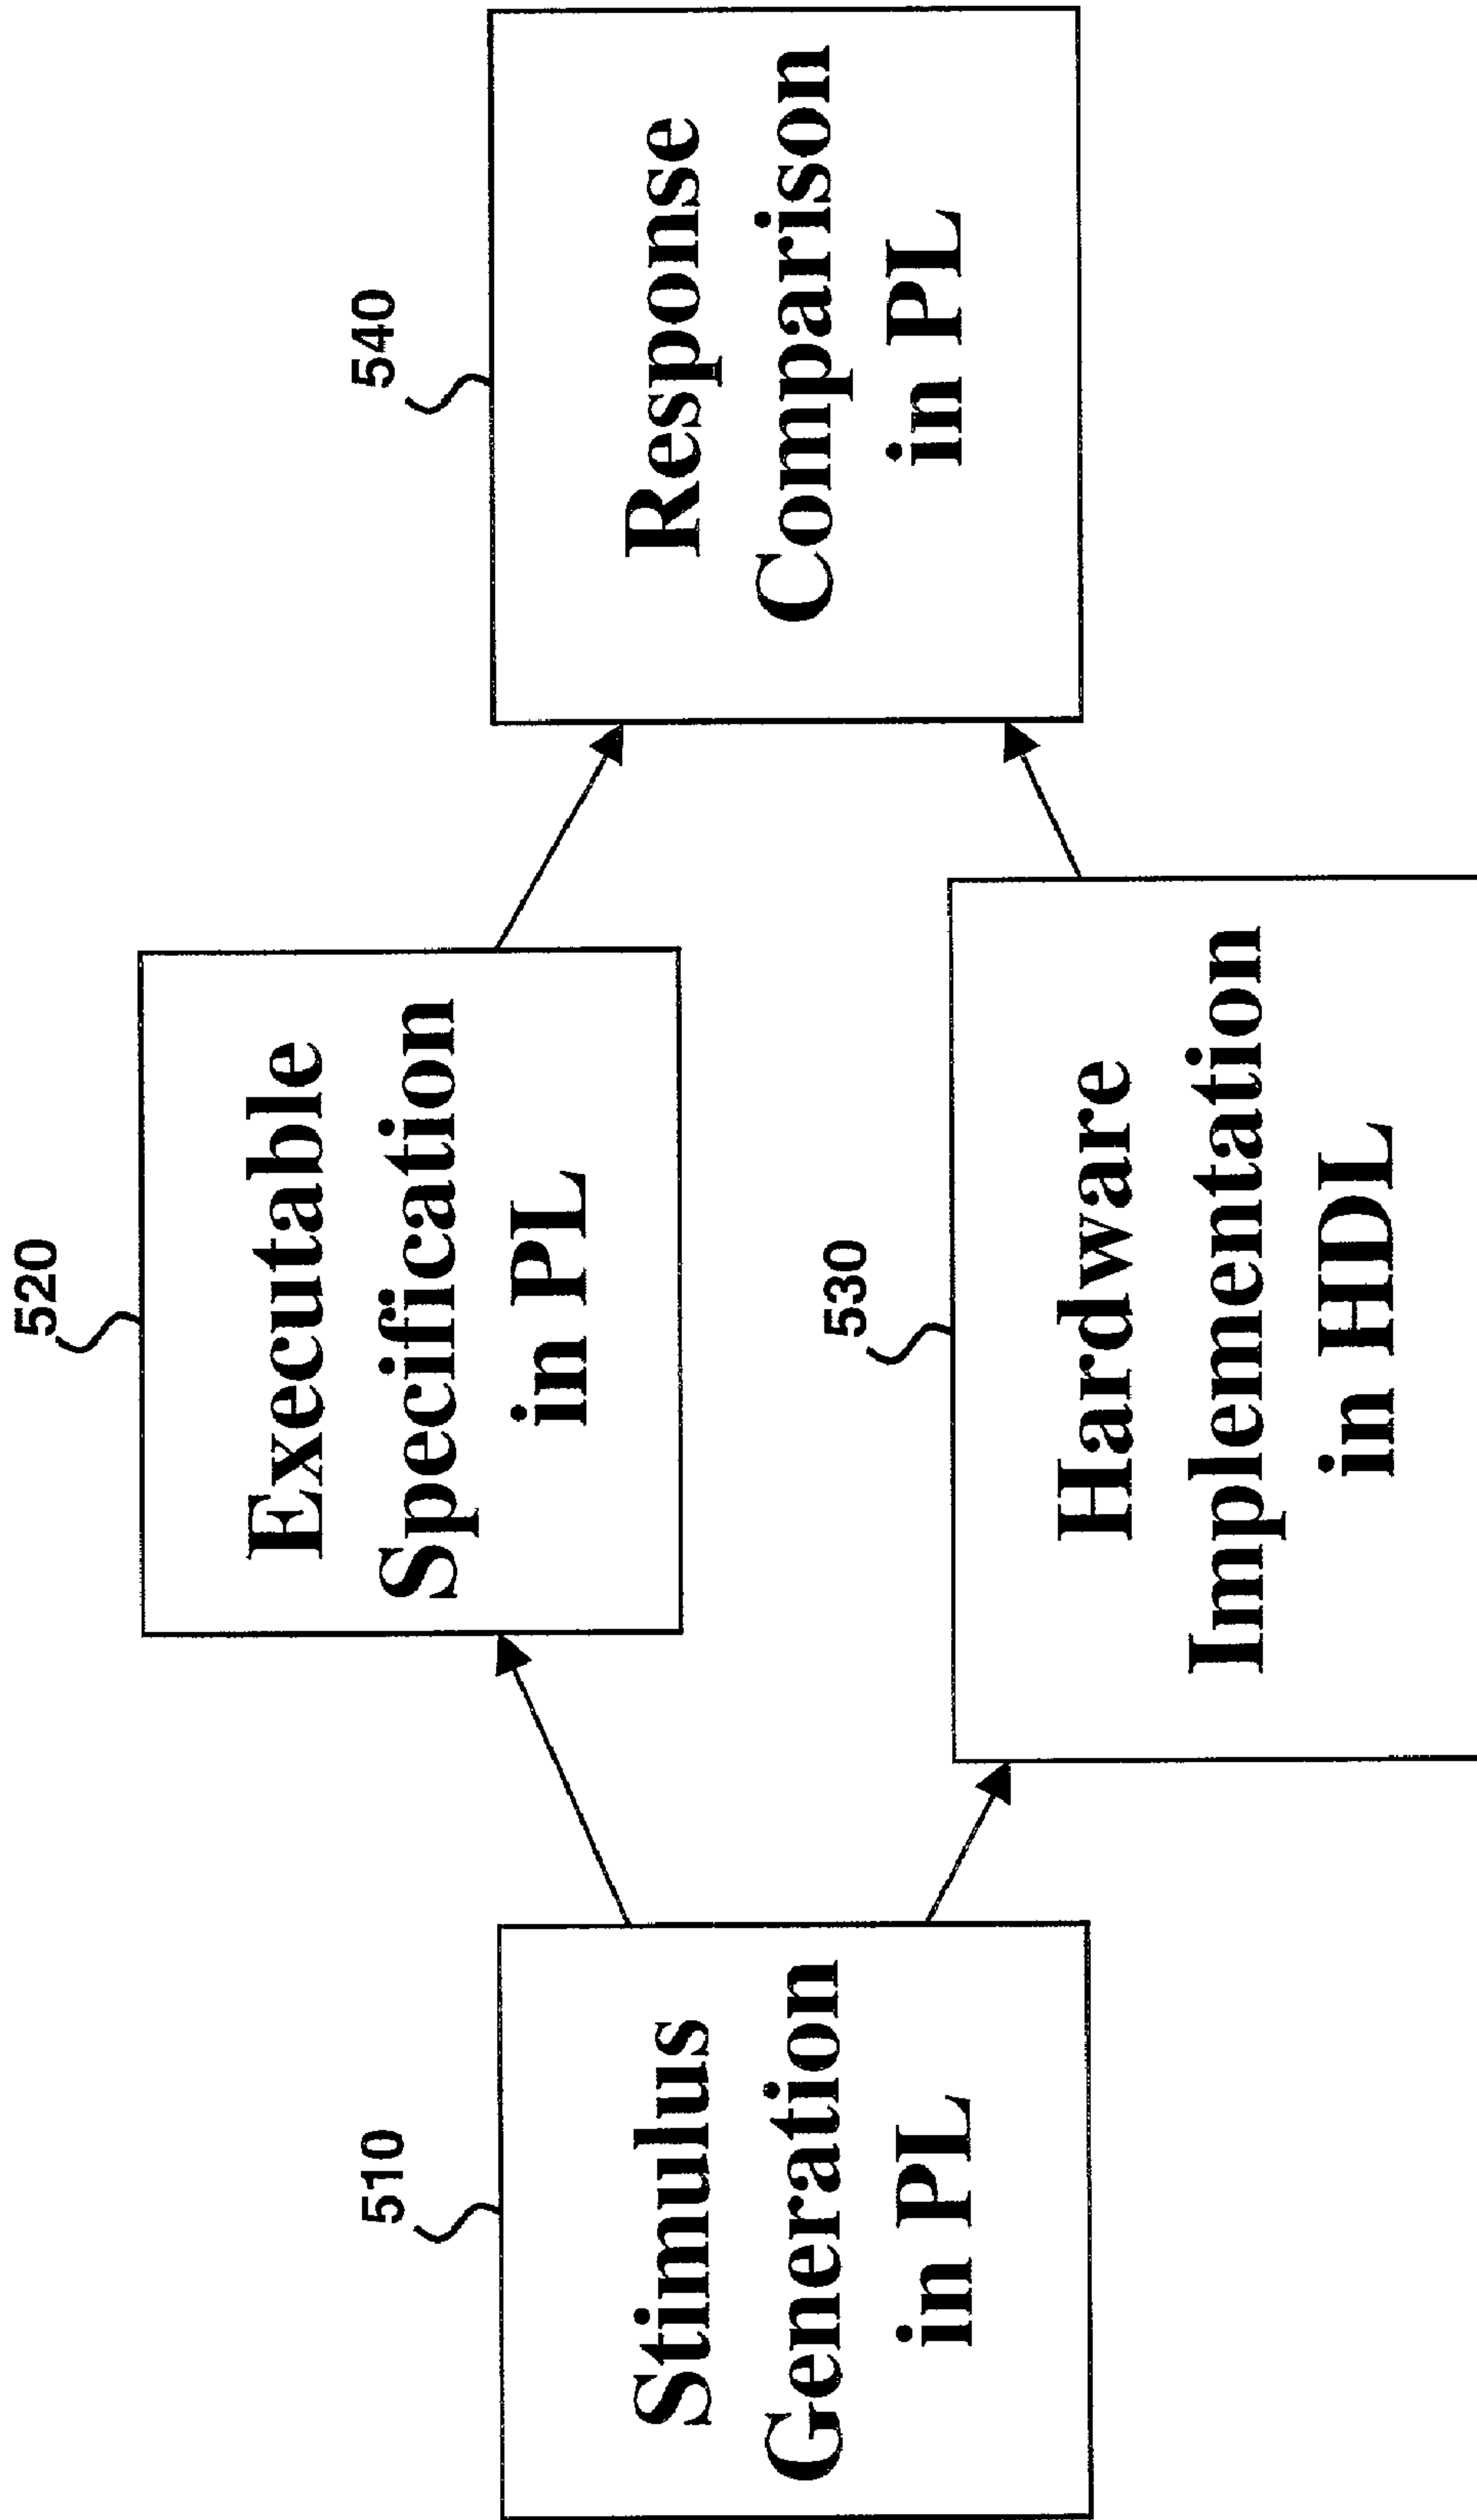 510
Stimulus
Generation
in PL
520
Executable
Specification
in PL
530
Hardware
Implementation
in HDL
540
Response
Comparison
in PL